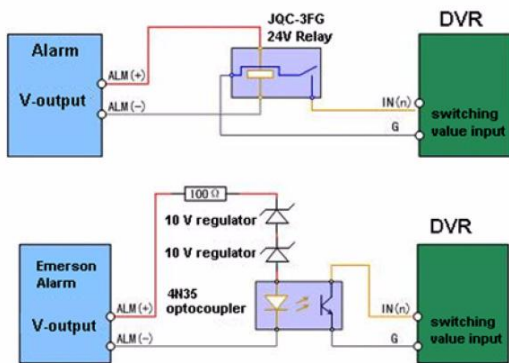 JQC-3FG
24V Relay
DVR
Alarm
V-output
ALM(+)
ALM(—)
IN(n)
G
switching
value input
100Ω
10 V regulator
10 V regulator
DVR
Emerson
Alarm
V-output
4N35
optocoupler
ALM(+)
ALM(—)
IN(n)
G
switching
value input